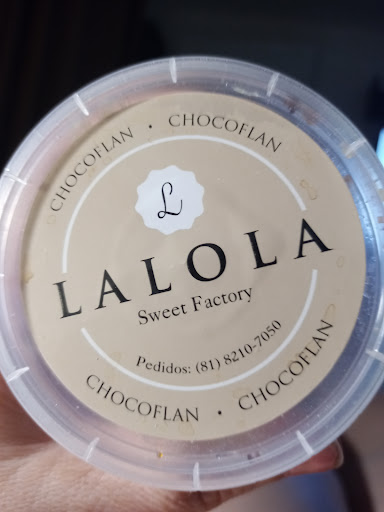 CHOCOFLAN • CHOCOFLAN
L
LALOLA
Sweet Factory
Pedidos: (81) 8210-7050
CHOCOFLAN • CHOCOFLAN